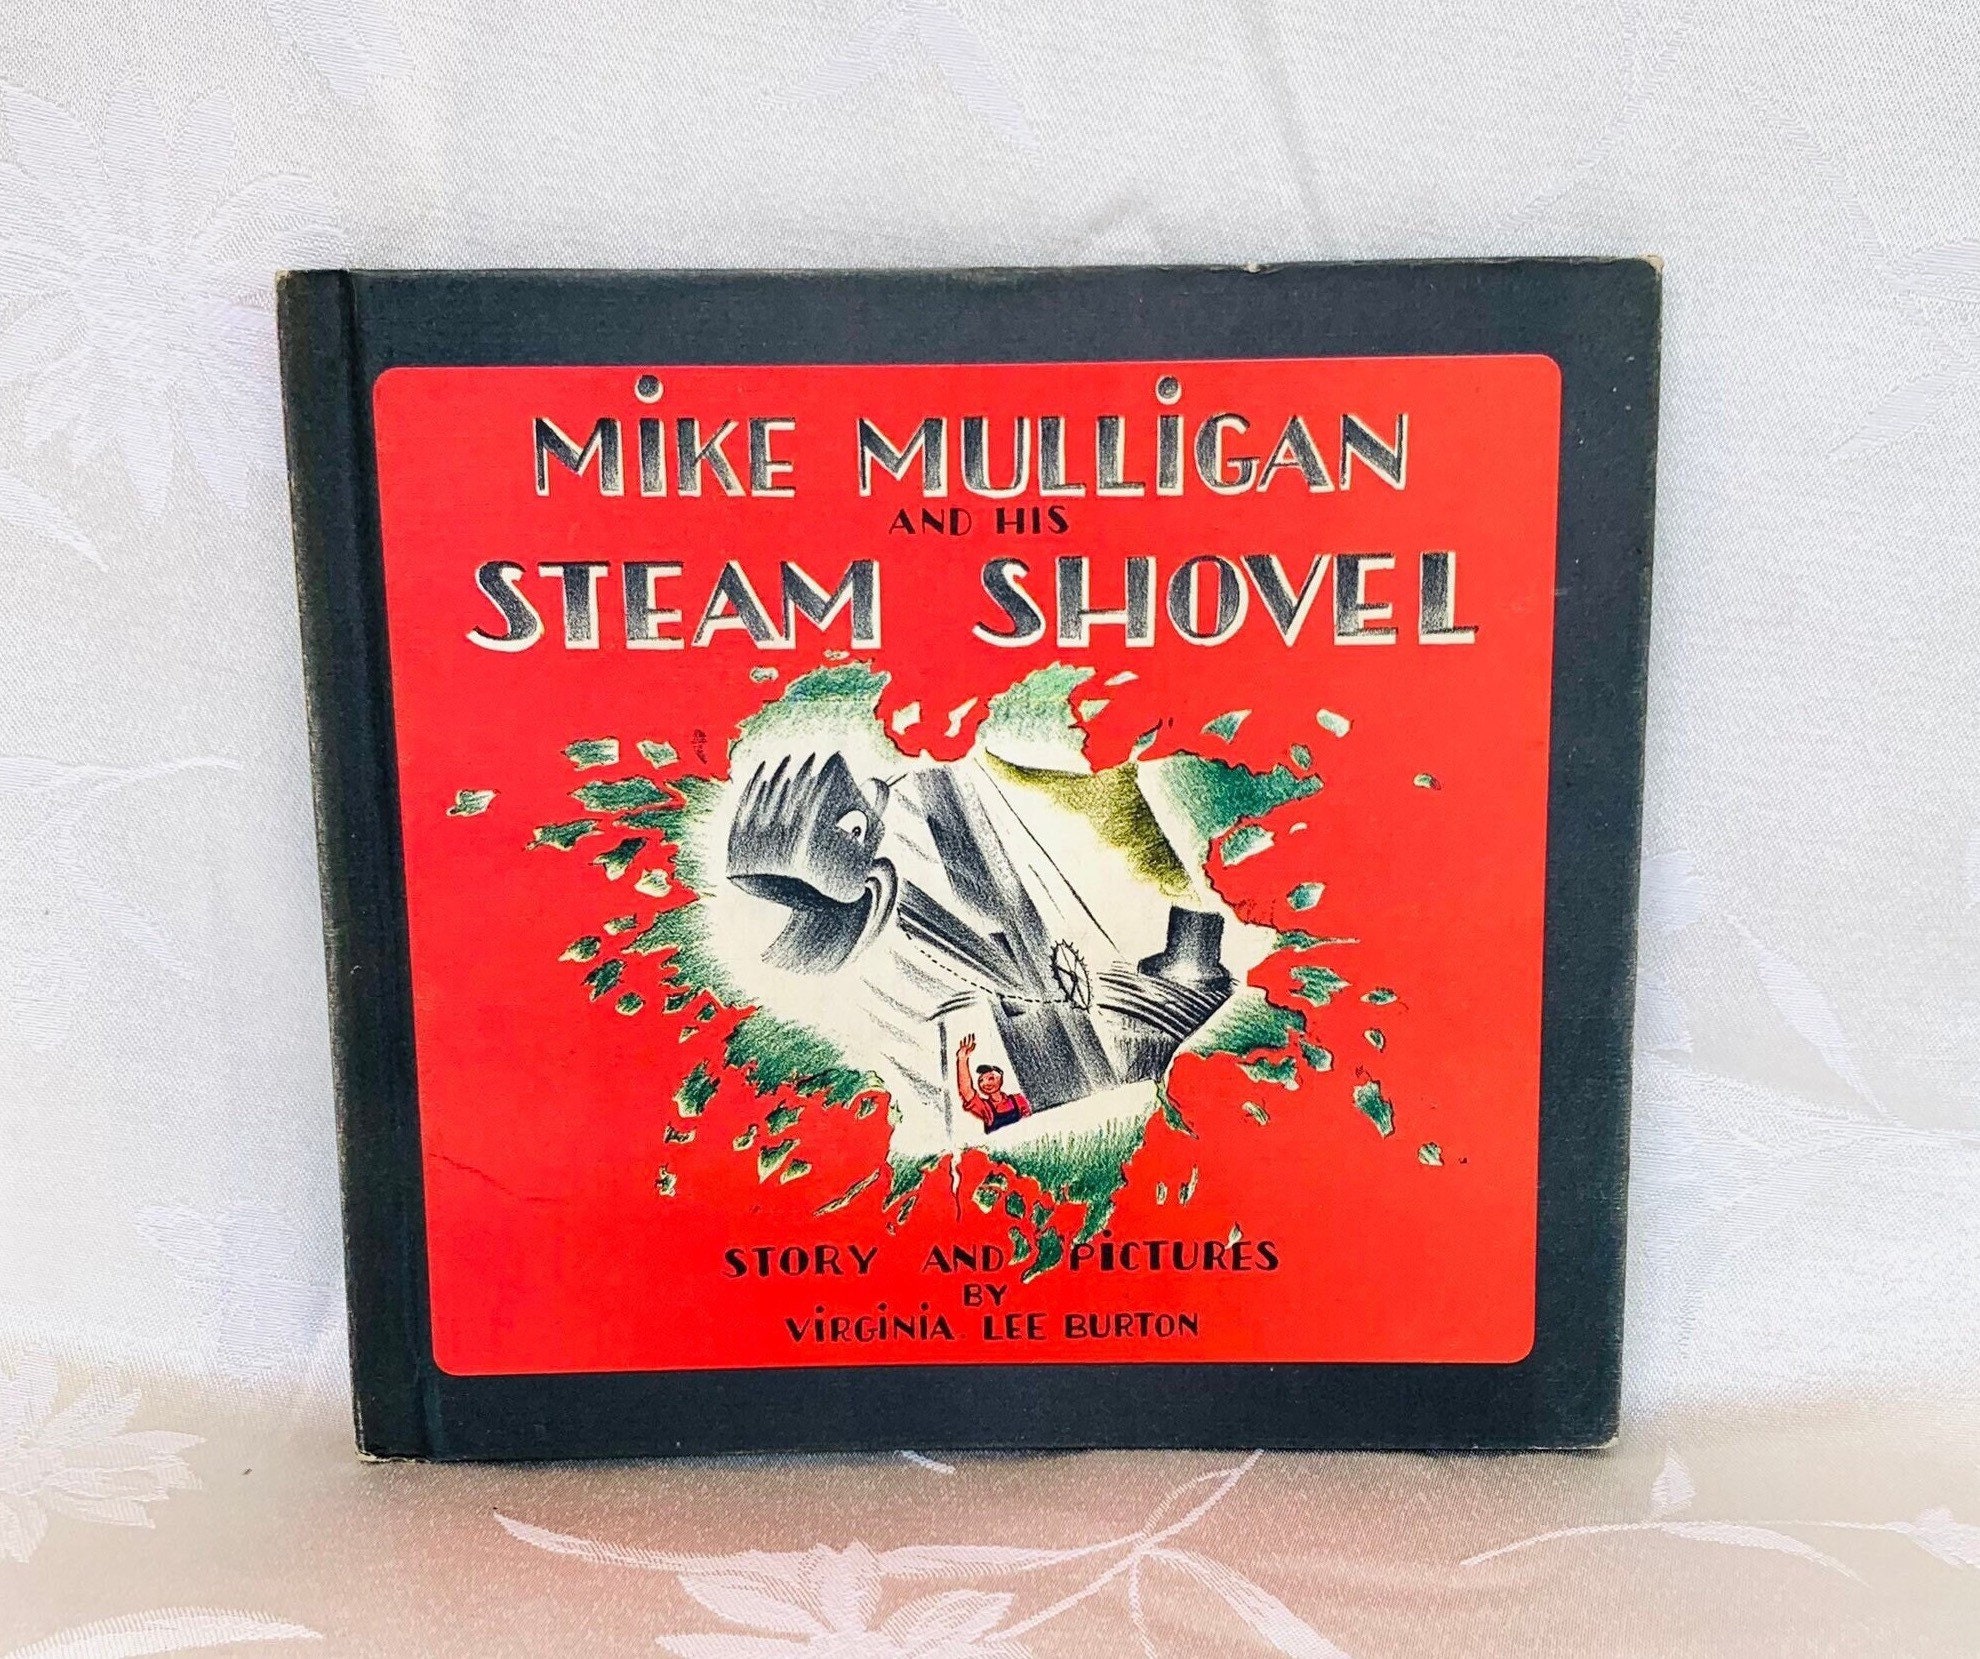 MiKE MULLiGAN
AND HIS
STEAM SHOVEL
STORY AND PiCTURES
BY
ViRGiNiA LEE BURTON